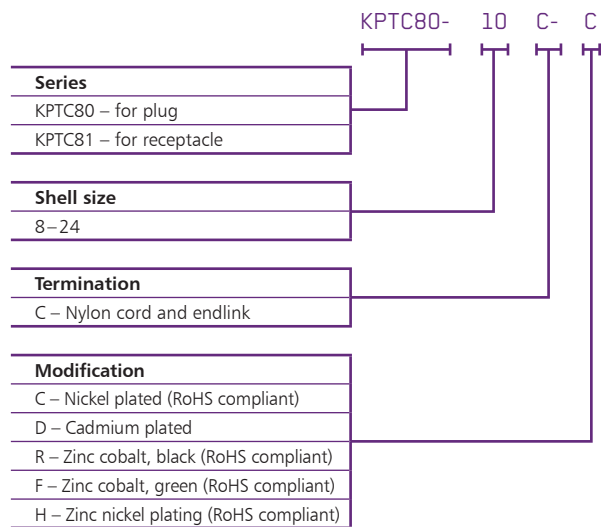 KPTC80- 10 C- C
Series
KPTC80 – for plug
KPTC81 – for receptacle
Shell size
8–24
Termination
C – Nylon cord and endlink
Modification
C – Nickel plated (RoHS compliant)
D – Cadmium plated
R – Zinc cobalt, black (RoHS compliant)
F – Zinc cobalt, green (RoHS compliant)
H – Zinc nickel plating (RoHS compliant)